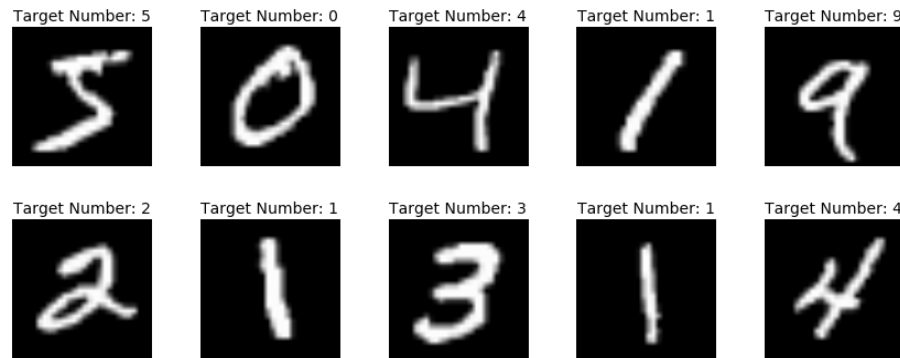 Target Number: 5 Target Number: 0 Target Number: 4 Target Number: 1 Target Number: 9
5 0 4 1 9
Target Number: 2 Target Number: 1 Target Number: 3 Target Number: 1 Target Number: 4
2 1 3 1 4